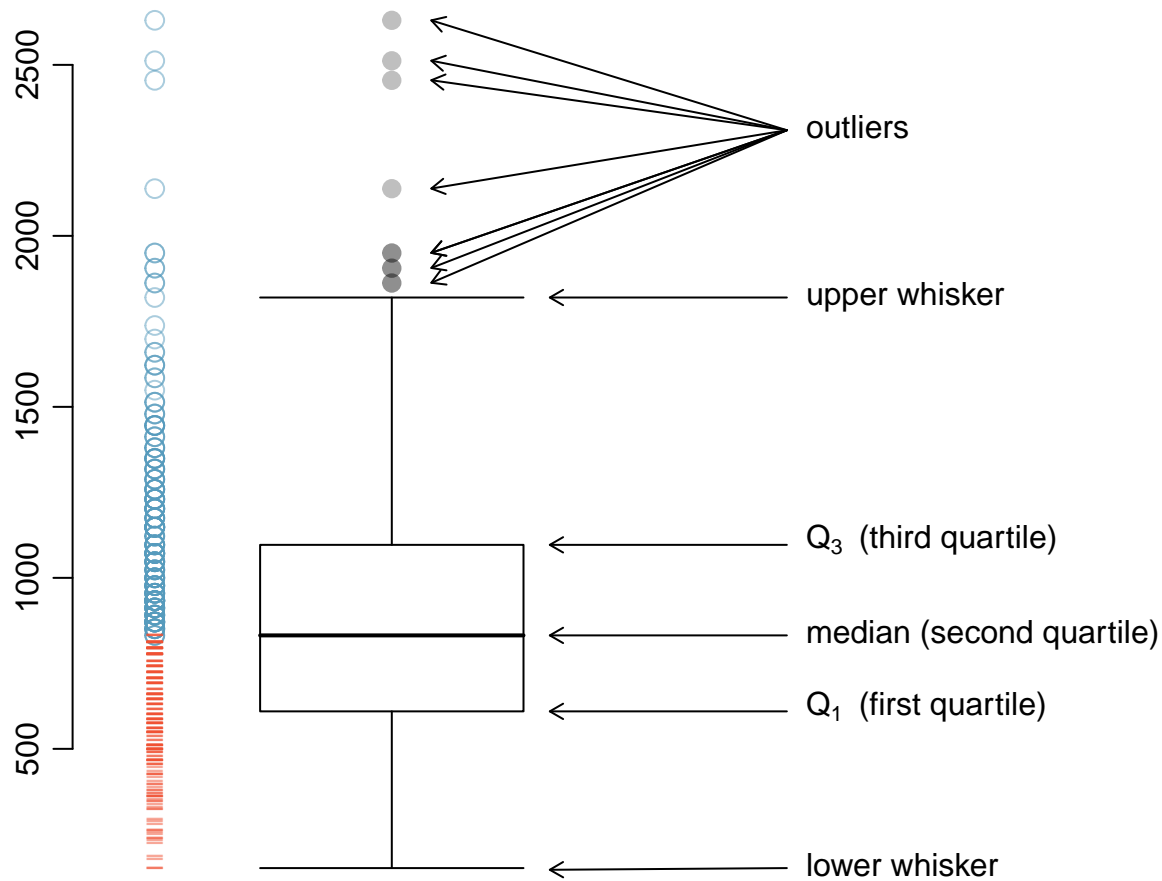 2500
2000
1500
1000
500
outliers
upper whisker
Q₃ (third quartile)
median (second quartile)
Q₁ (first quartile)
lower whisker